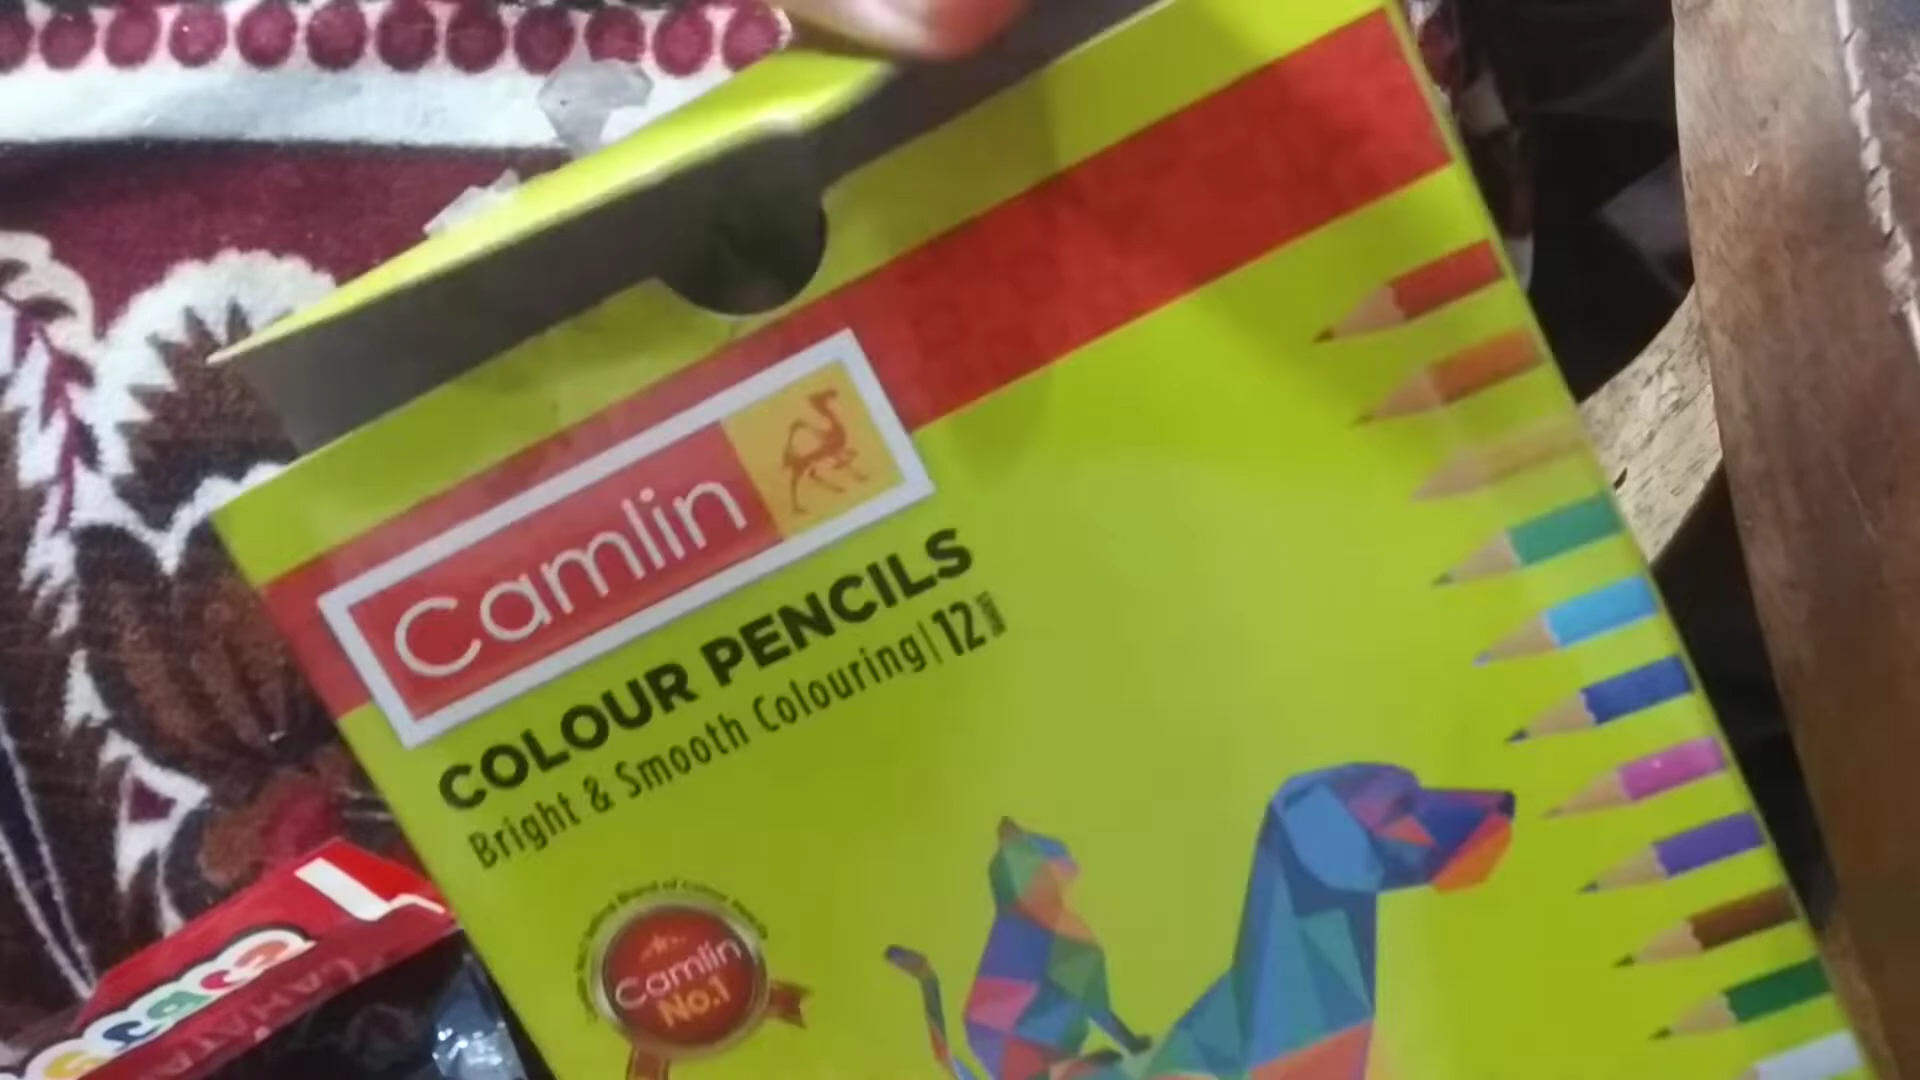 Camlin
COLOUR PENCILS
Bright & Smooth Colouring | 12
Camlin
No.1